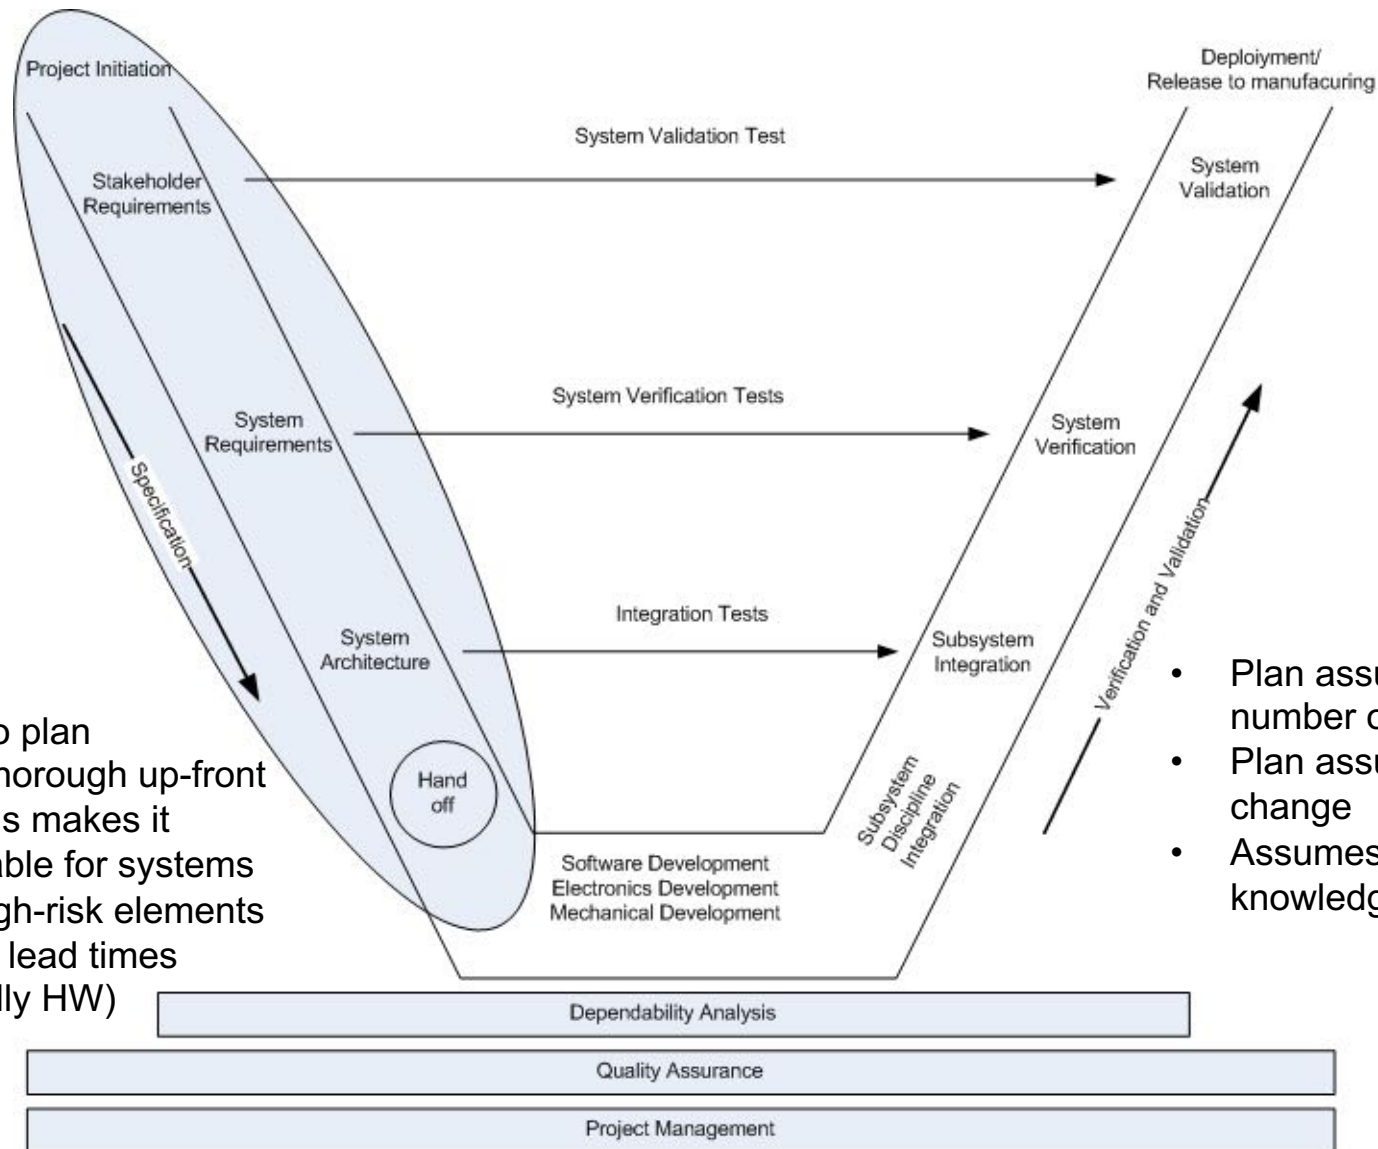 Project Initiation
Deploiyment/
Release to manufacuring
System Validation Test
Stakeholder
Requirements
System
Validation
System Verification Tests
System
Requirements
System
Verification
Specification
Verification and Validation
Integration Tests
System
Architecture
Subsystem
Integration
Hand
off
Subsystem
Discipline
Integration
Software Development
Electronics Development
Mechanical Development
o plan
horough up-front
s makes it
able for systems
gh-risk elements
lead times
lly HW)
• Plan assu
number o
• Plan assu
change
• Assumes
knowledg
Dependability Analysis
Quality Assurance
Project Management